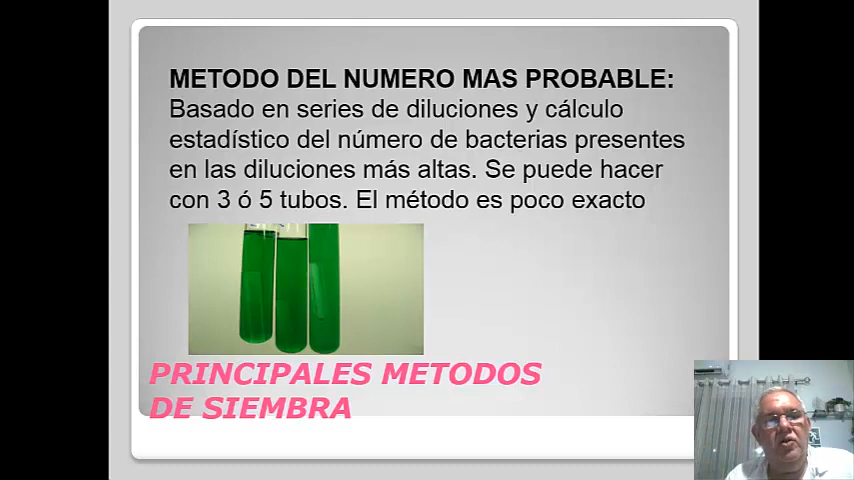 METODO DEL NUMERO MAS PROBABLE:
Basado en series de diluciones y cálculo
estadístico del número de bacterias presentes
en las diluciones más altas. Se puede hacer
con 3 ó 5 tubos. El método es poco exacto
PRINCIPALES METODOS
DE SIEMBRA